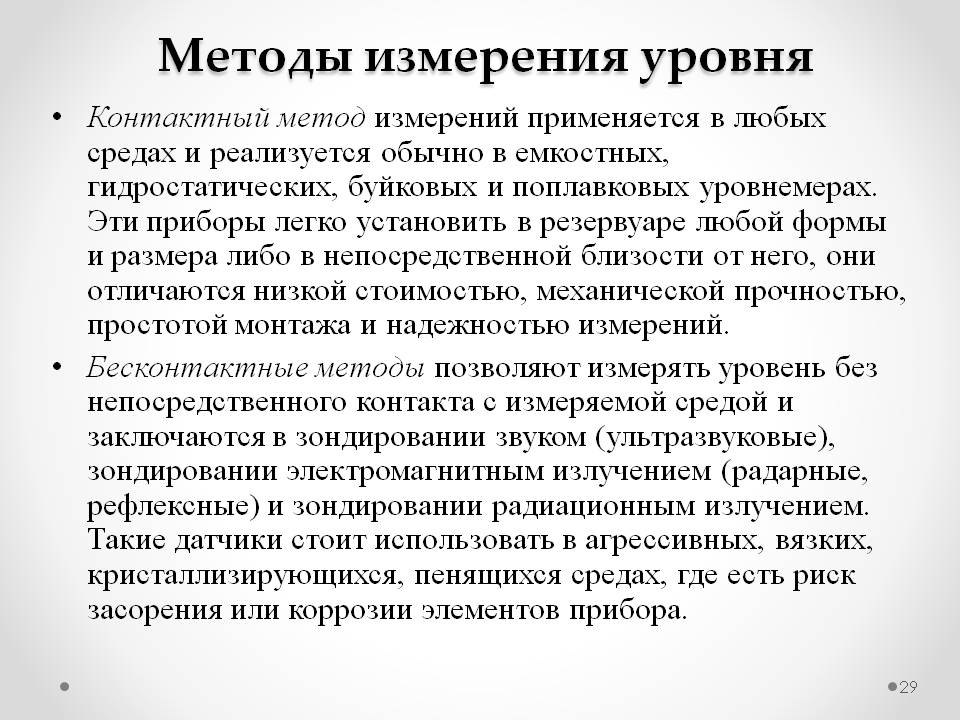 Методы измерения уровня
• Контактный метод измерений применяется в любых
средах и реализуется обычно в емкостных,
гидростатических, буйковых и поплавковых уровнемерах.
Эти приборы легко установить в резервуаре любой формы
и размера либо в непосредственной близости от него, они
отличаются низкой стоимостью, механической прочностью,
простотой монтажа и надежностью измерений.
• Бесконтактные методы позволяют измерять уровень без
непосредственного контакта с измеряемой средой и
заключаются в зондировании звуком (ультразвуковые),
зондировании электромагнитным излучением (радарные,
рефлексные) и зондировании радиационным излучением.
Такие датчики стоит использовать в агрессивных, вязких,
кристаллизирующихся, пенящихся средах, где есть риск
засорения или коррозии элементов прибора.
29